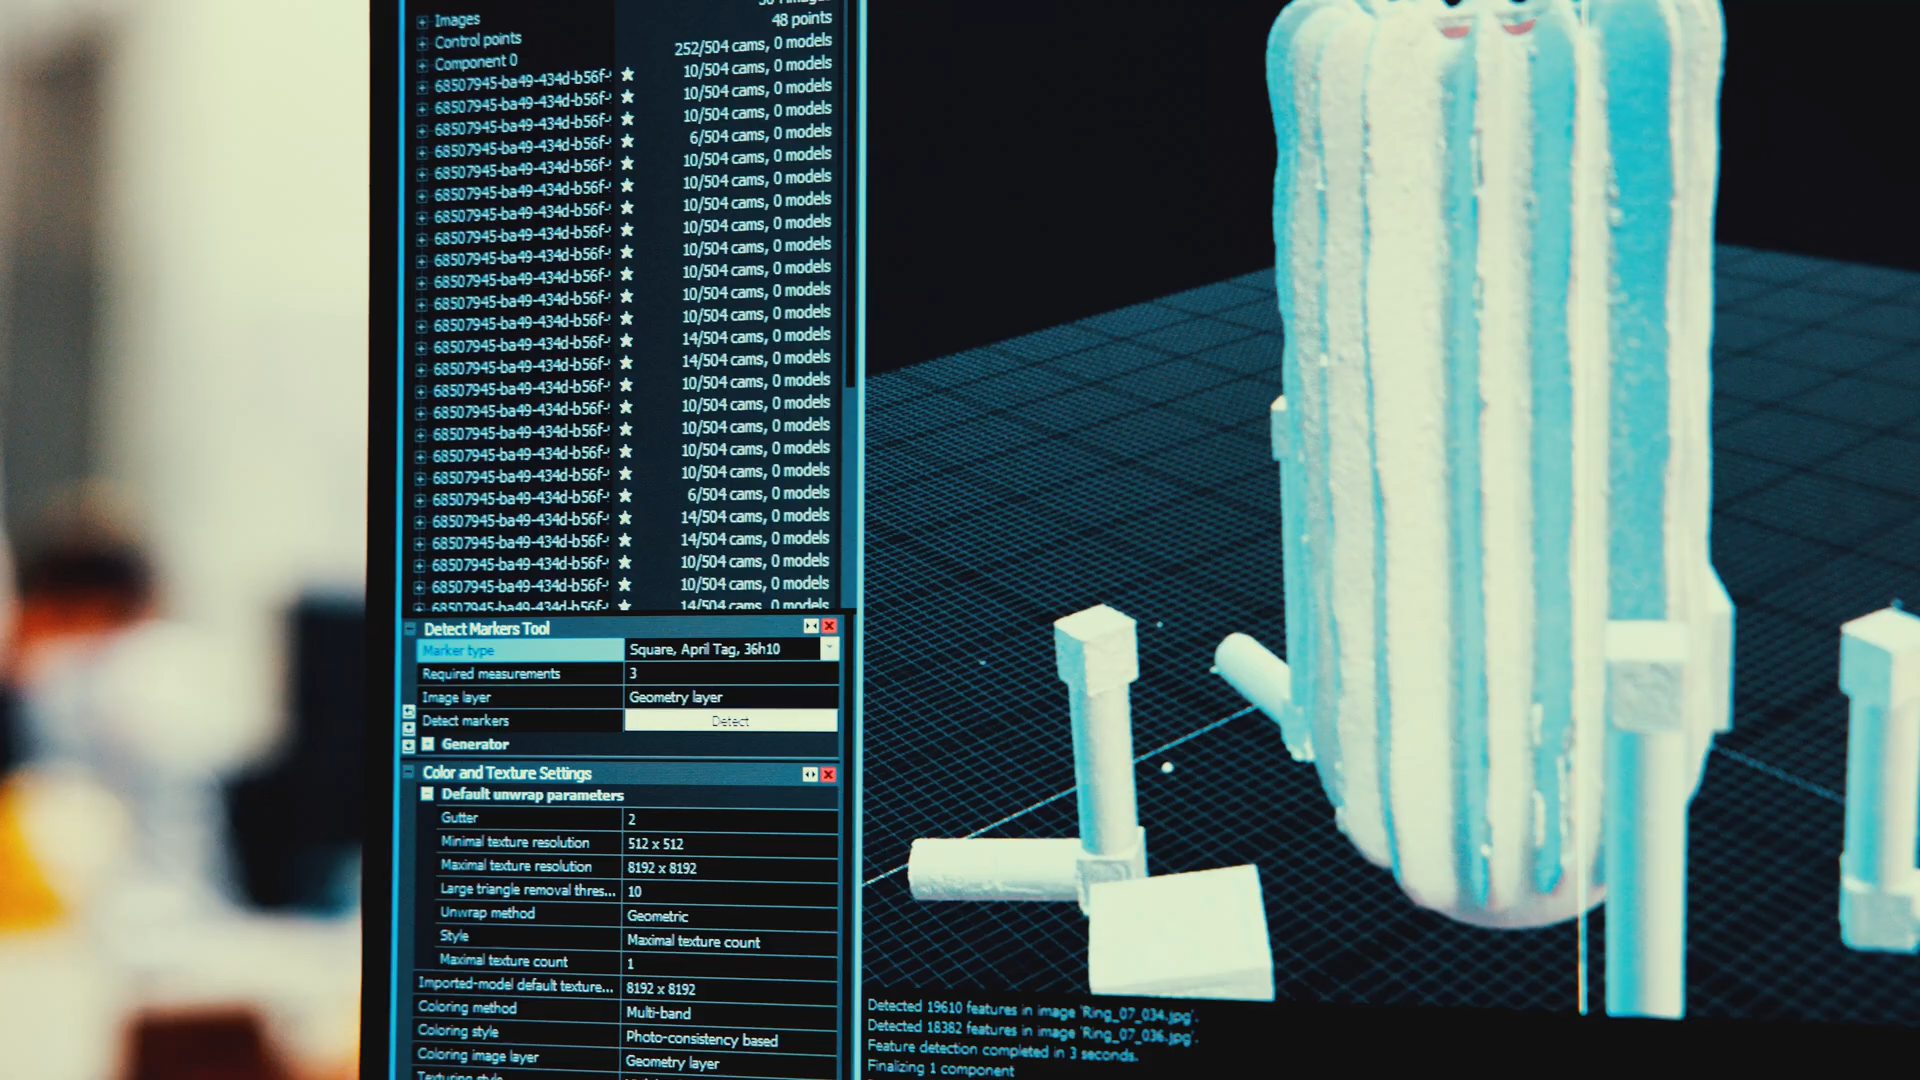 Images
48 points
Control points
252/504 cams, 0 models
Component 0
10/504 cams, 0 models
68507945-ba49-434d-b56f- ★ 10/504 cams, 0 models
68507945-ba49-434d-b56f- ★ 10/504 cams, 0 models
68507945-ba49-434d-b56f- ★ 6/504 cams, 0 models
68507945-ba49-434d-b56f- ★ 10/504 cams, 0 models
68507945-ba49-434d-b56f- ★ 10/504 cams, 0 models
68507945-ba49-434d-b56f- ★ 10/504 cams, 0 models
68507945-ba49-434d-b56f- ★ 10/504 cams, 0 models
68507945-ba49-434d-b56f- ★ 10/504 cams, 0 models
68507945-ba49-434d-b56f- ★ 10/504 cams, 0 models
68507945-ba49-434d-b56f- ★ 10/504 cams, 0 models
68507945-ba49-434d-b56f- ★ 10/504 cams, 0 models
68507945-ba49-434d-b56f- ★ 14/504 cams, 0 models
68507945-ba49-434d-b56f- ★ 14/504 cams, 0 models
68507945-ba49-434d-b56f- ★ 10/504 cams, 0 models
68507945-ba49-434d-b56f- ★ 10/504 cams, 0 models
68507945-ba49-434d-b56f- ★ 10/504 cams, 0 models
68507945-ba49-434d-b56f- ★ 10/504 cams, 0 models
68507945-ba49-434d-b56f- ★ 10/504 cams, 0 models
68507945-ba49-434d-b56f- ★ 6/504 cams, 0 models
68507945-ba49-434d-b56f- ★ 14/504 cams, 0 models
68507945-ba49-434d-b56f- ★ 14/504 cams, 0 models
68507945-ba49-434d-b56f- ★ 10/504 cams, 0 models
68507945-ba49-434d-b56f- ★ 10/504 cams, 0 models
68507945-ba49-434d-b56f- ★ 14/504 cams, 0 models
Detect Markers Tool
Marker type Square, April Tag, 36h10
Required measurements 3
Image layer Geometry layer
Detect markers Detect
Generator
Color and Texture Settings
Default unwrap parameters
Gutter 2
Minimal texture resolution 512 x 512
Maximal texture resolution 8192 x 8192
Large triangle removal thres... 10
Unwrap method Geometric
Style Maximal texture count
Maximal texture count 1
Imported-model default texture... 8192 x 8192
Coloring method Multi-band
Coloring style Photo-consistency based
Coloring image layer Geometry layer
Texturing style
Detected 19610 features in image 'Ring_07_034.jpg'.
Detected 18382 features in image 'Ring_07_036.jpg'.
Feature detection completed in 3 seconds.
Finalizing 1 component